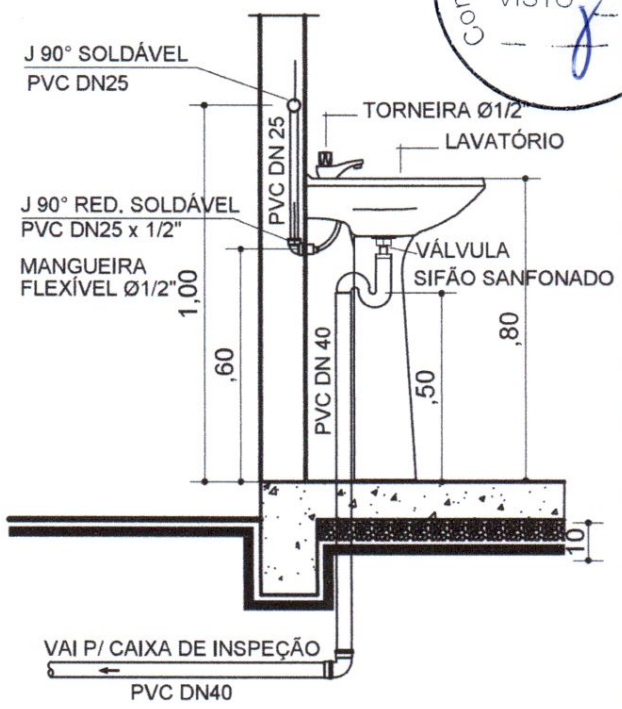 Con
VISTO
J 90° SOLDÁVEL
PVC DN25
TORNEIRA Ø1/2"
LAVATÓRIO
PVC DN 25
J 90° RED. SOLDÁVEL
PVC DN25 x 1/2"
MANGUEIRA
FLEXÍVEL Ø1/2"
VÁLVULA
SIFÃO SANFONADO
1,00
,60
PVC DN 40
,50
,80
10
VAI P/ CAIXA DE INSPEÇÃO
PVC DN40